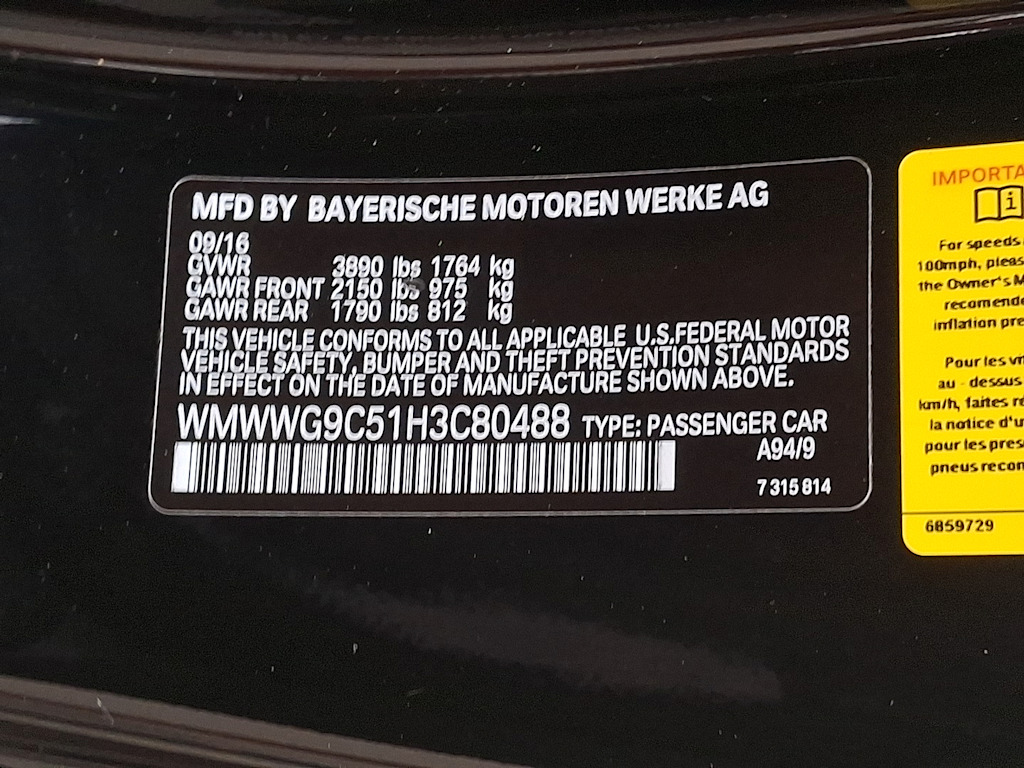 MFD BY BAYERISCHE MOTOREN WERKE AG
09/16
GVWR 3890 lbs 1764 kg
GAWR FRONT 2150 lbs 975 kg
GAWR REAR 1790 lbs 812 kg
THIS VEHICLE CONFORMS TO ALL APPLICABLE U.S.FEDERAL MOTOR
VEHICLE SAFETY, BUMPER AND THEFT PREVENTION STANDARDS
IN EFFECT ON THE DATE OF MANUFACTURE SHOWN ABOVE.
WMWWG9C51H3C80488 TYPE: PASSENGER CAR
A94/9
7 315 814
IMPORTA
For speeds
100mph, pleas
the Owner's M
recomende
inflation pre
Pour les
au - dessus
km/h, faites
la notice d'u
pour les pres
pneus recom
6859729